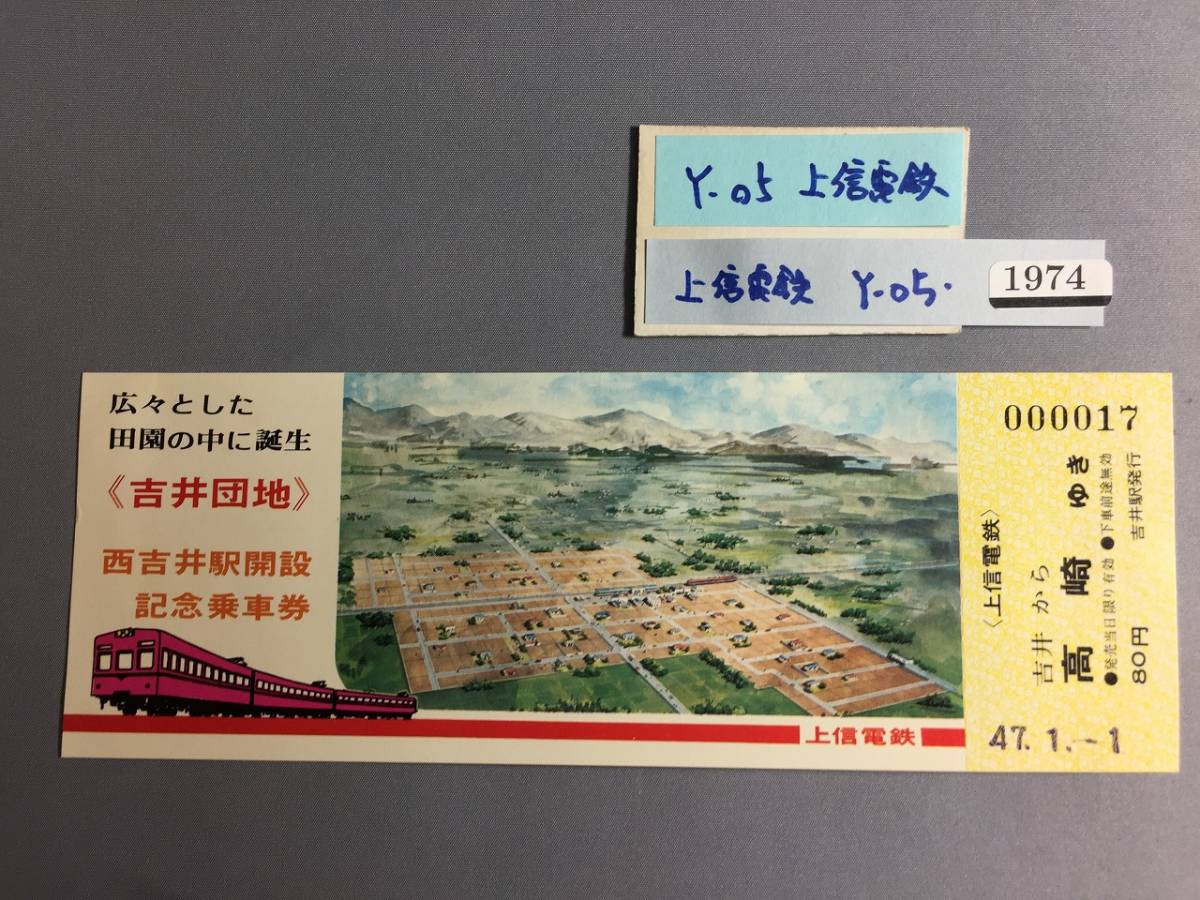 Y-05 上信電鉄
上信電鉄 Y-05.
1974
広々とした
田園の中に誕生
《吉井団地》
西吉井駅開設
記念乗車券
上信電鉄
000017
〈上信電鉄〉
吉井から
高崎ゆき
●発売当日限り有効 ●下車前途無効
80円 吉井駅発行
47.1.-1